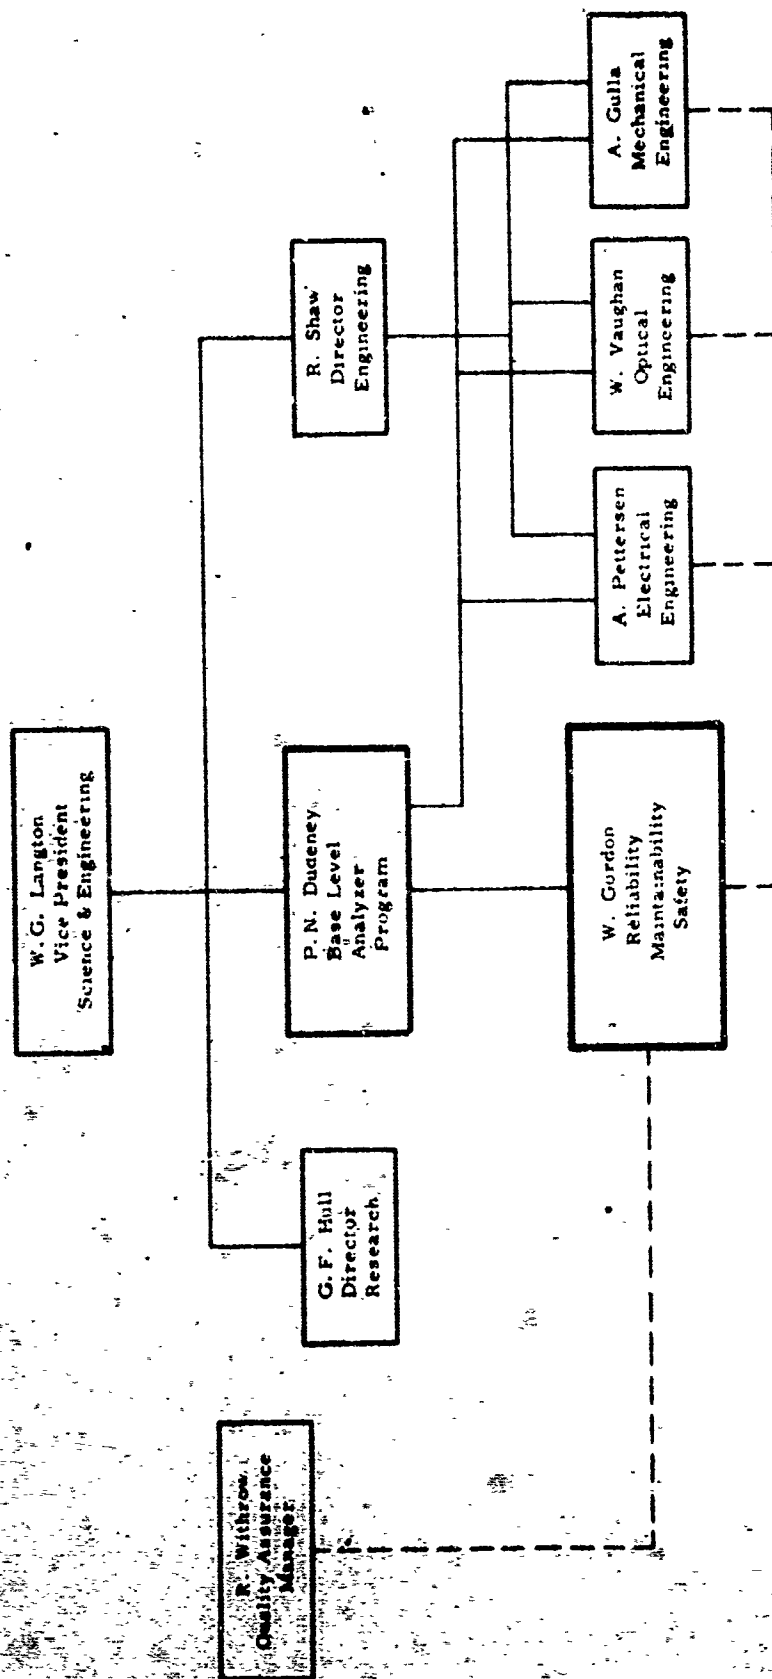 W.G. Langton
Vice President
Science & Engineering
R. Withrow
Quality Assurance
Manager
G.F. Hull
Director
Research
P.N. Dudeney
Base Level
Analyzer
Program
R. Shaw
Director
Engineering
W. Gordon
Reliability
Maintainability
Safety
A. Pettersen
Electrical
Engineering
W. Vaughan
Optical
Engineering
A. Gulla
Mechanical
Engineering